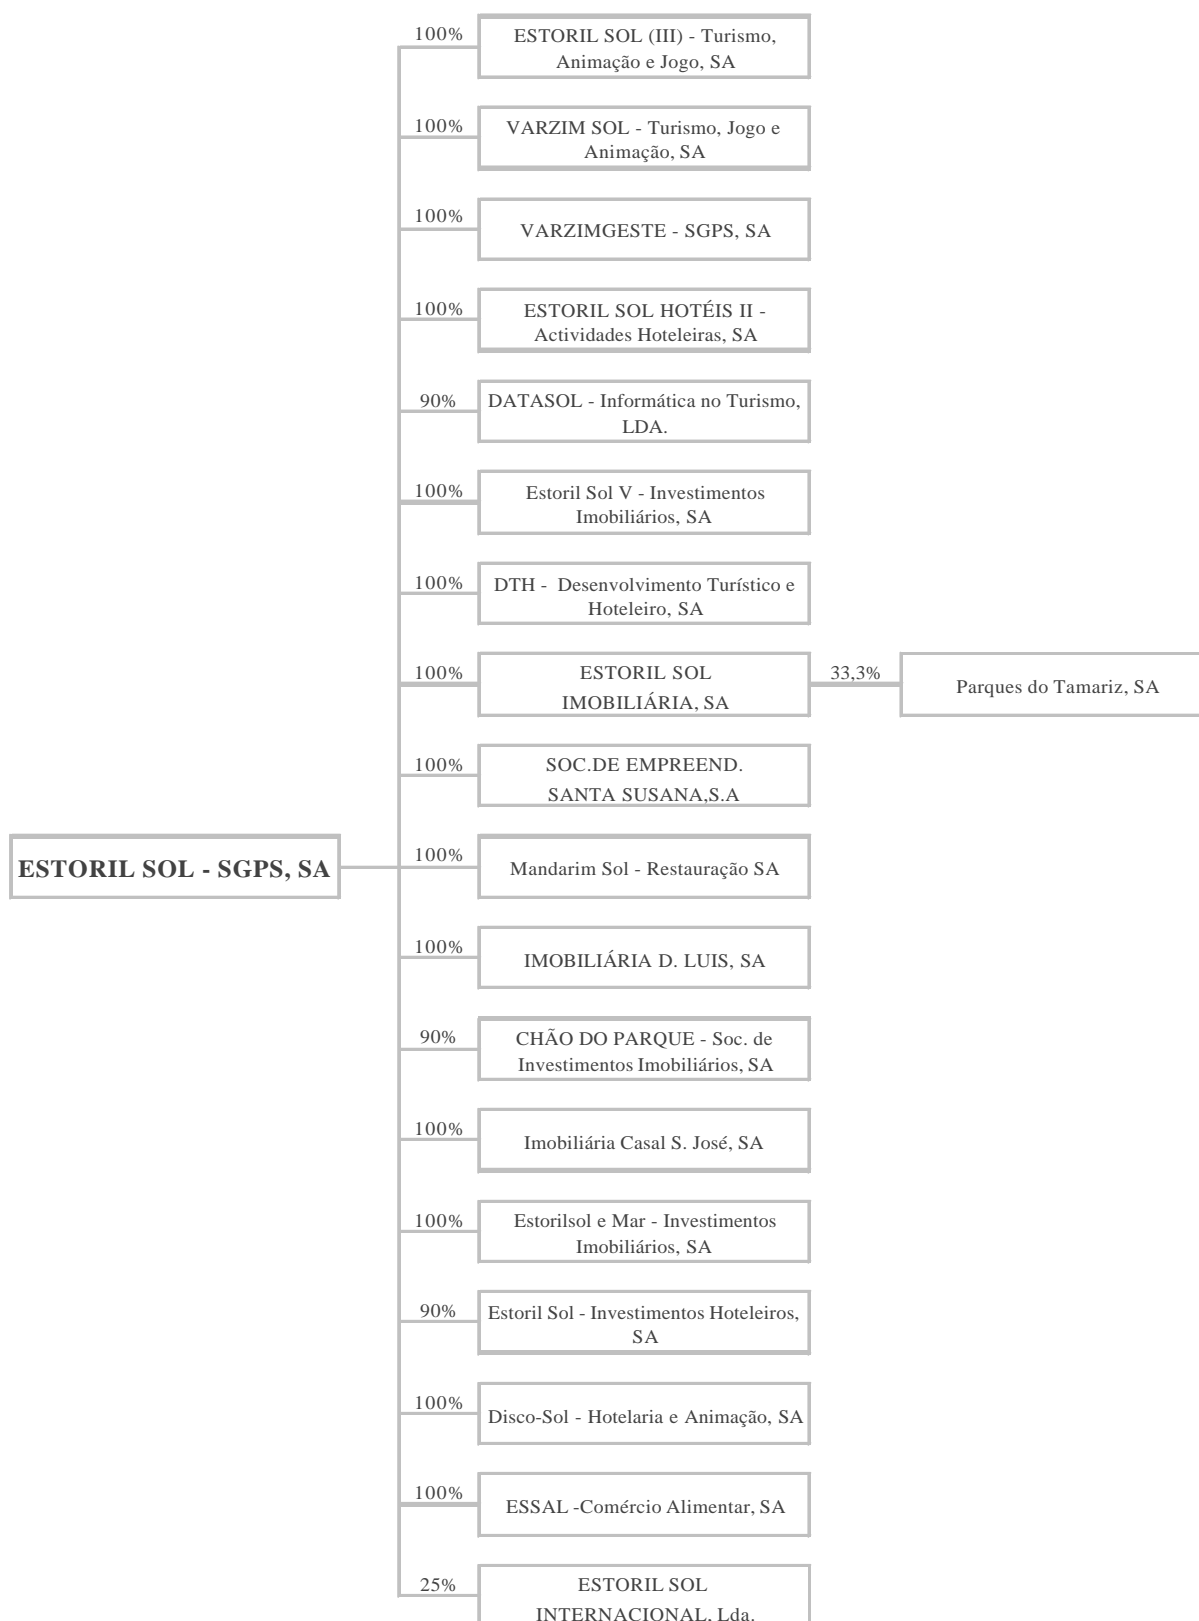 100%
ESTORIL SOL (III) - Turismo,
Animação e Jogo, SA
100%
VARZIM SOL - Turismo, Jogo e
Animação, SA
100%
VARZIMGESTE - SGPS, SA
100%
ESTORIL SOL HOTÉIS II -
Actividades Hoteleiras, SA
90%
DATASOL - Informática no Turismo,
LDA.
100%
Estoril Sol V - Investimentos
Imobiliários, SA
100%
DTH - Desenvolvimento Turístico e
Hoteleiro, SA
100%
ESTORIL SOL
IMOBILIÁRIA, SA
33,3%
Parques do Tamariz, SA
100%
SOC.DE EMPREEND.
SANTA SUSANA,S.A
ESTORIL SOL - SGPS, SA
100%
Mandarim Sol - Restauração SA
100%
IMOBILIÁRIA D. LUIS, SA
90%
CHÃO DO PARQUE - Soc. de
Investimentos Imobiliários, SA
100%
Imobiliária Casal S. José, SA
100%
Estorilsol e Mar - Investimentos
Imobiliários, SA
90%
Estoril Sol - Investimentos Hoteleiros,
SA
100%
Disco-Sol - Hotelaria e Animação, SA
100%
ESSAL -Comércio Alimentar, SA
25%
ESTORIL SOL
INTERNACIONAL, Lda.